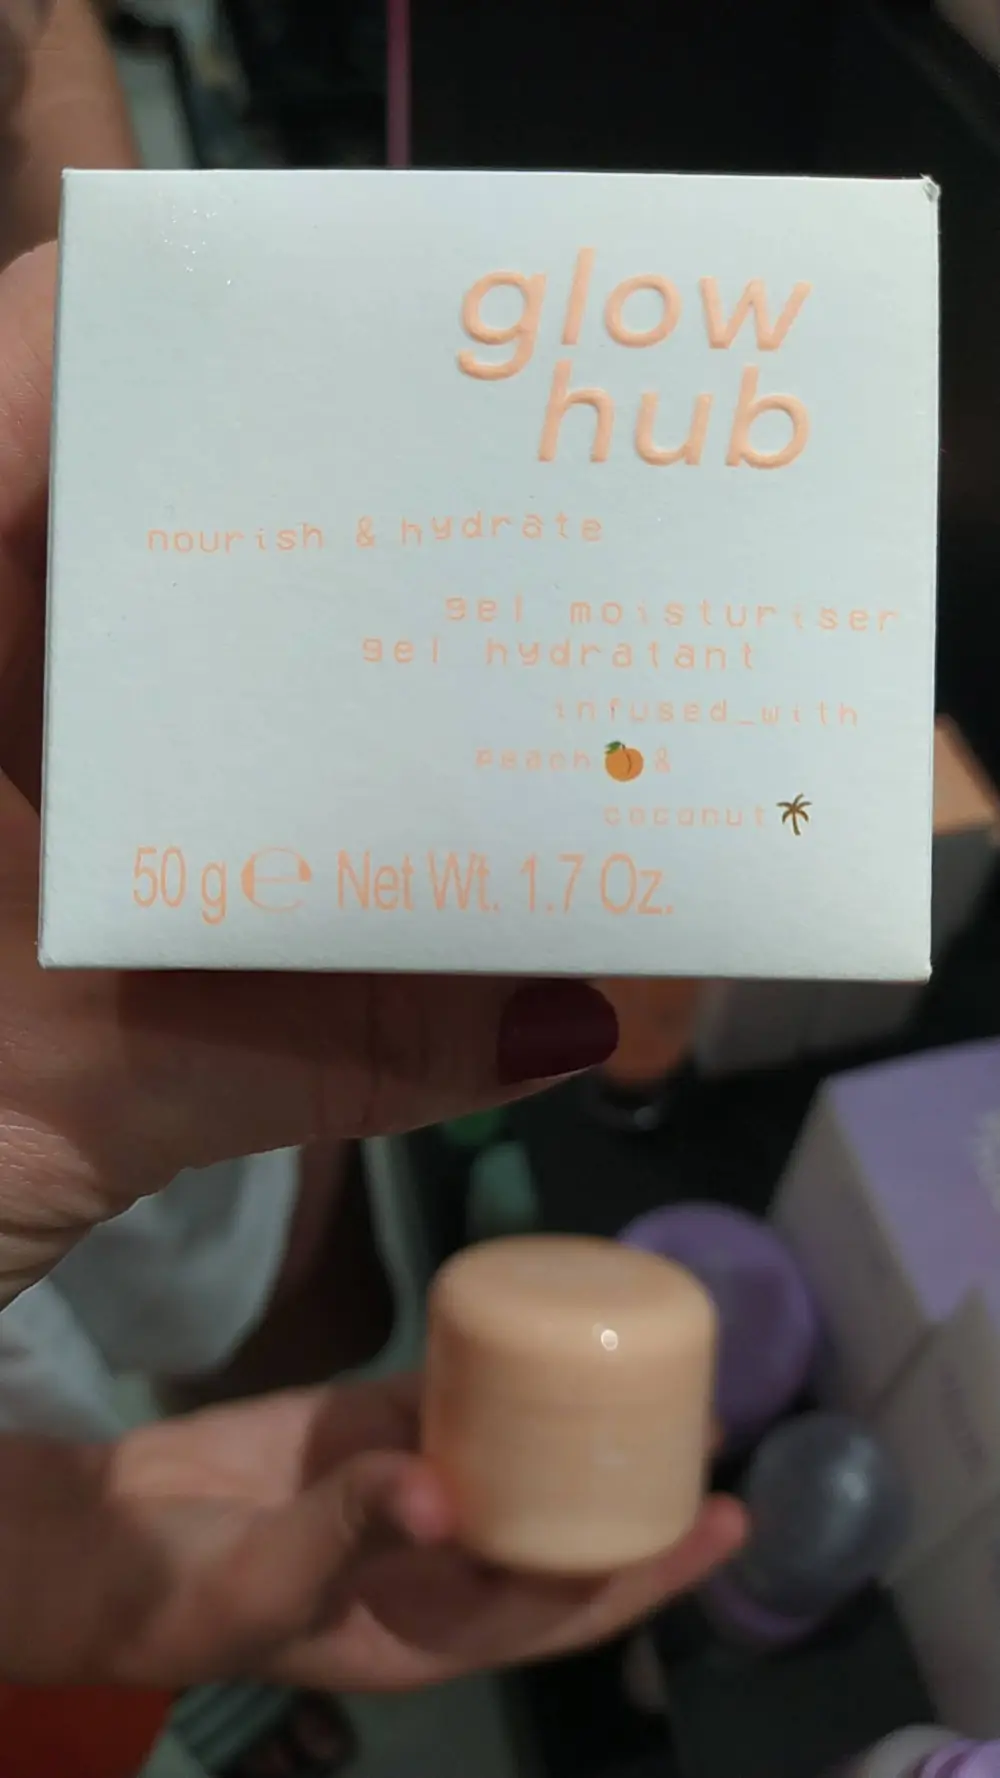 glow
hub
nourish & hydrate
gel moisturiser
gel hydratant
infused_with
peach🍑&
coconut🌴
50 g ℮ Net Wt. 1.7 Oz.